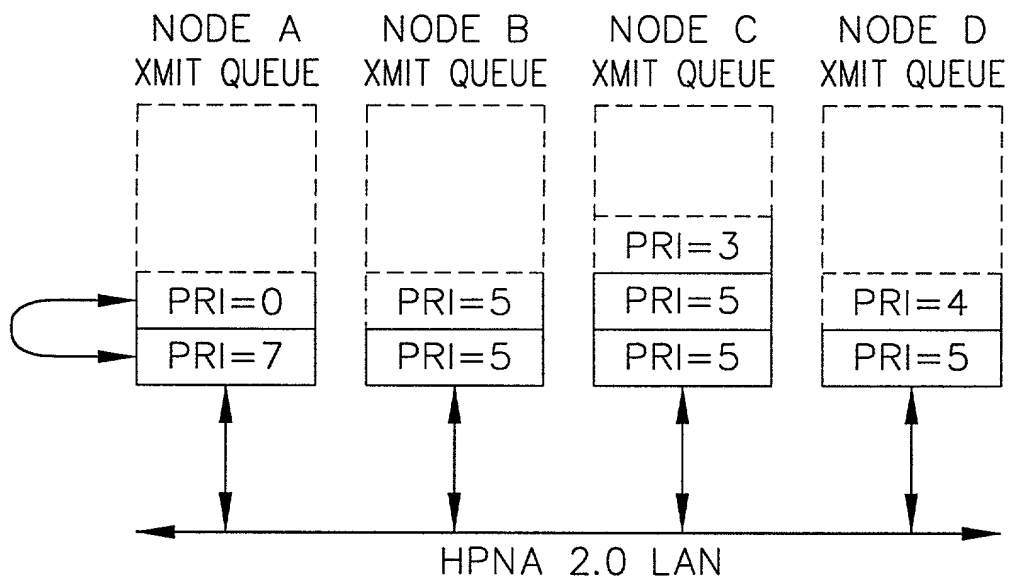 NODE A NODE B NODE C NODE D
XMIT QUEUE XMIT QUEUE XMIT QUEUE XMIT QUEUE
PRI=3
PRI=0 PRI=5 PRI=5 PRI=4
PRI=7 PRI=5 PRI=5 PRI=5
HPNA 2.0 LAN